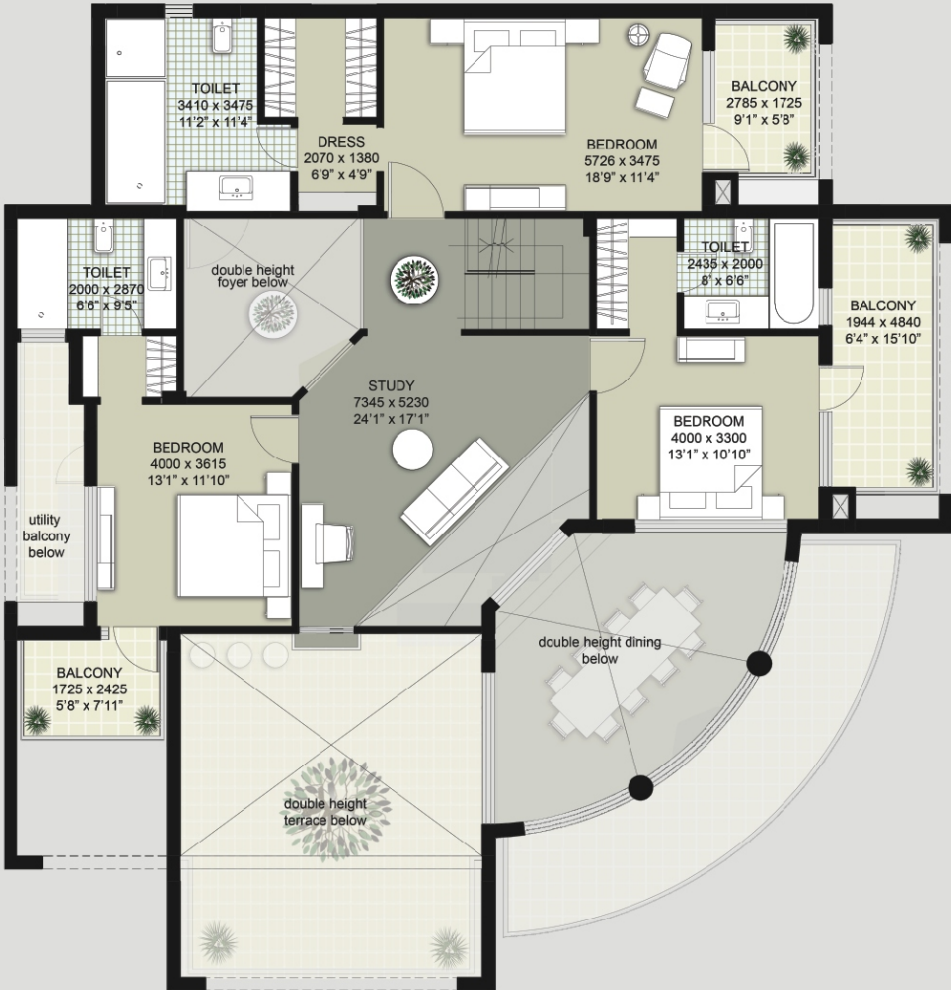 TOILET
3410 x 3475
11'2" x 11'4"
DRESS
2070 x 1380
6'9" x 4'9"
BEDROOM
5726 x 3475
18'9" x 11'4"
BALCONY
2785 x 1725
9'1" x 5'8"
TOILET
2000 x 2870
6'6" x 9'5"
double height
foyer below
TOILET
2435 x 2000
8' x 6'6"
BALCONY
1944 x 4840
6'4" x 15'10"
STUDY
7345 x 5230
24'1" x 17'1"
BEDROOM
4000 x 3615
13'1" x 11'10"
BEDROOM
4000 x 3300
13'1" x 10'10"
utility
balcony
below
BALCONY
1725 x 2425
5'8" x 7'11"
double height dining
below
double height
terrace below